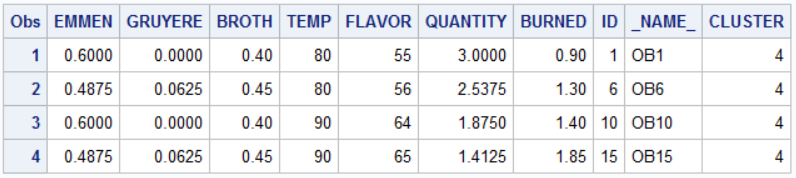 Obs EMMEN GRUYERE BROTH TEMP FLAVOR QUANTITY BURNED ID _NAME_ CLUSTER
1 0.6000 0.0000 0.40 80 55 3.0000 0.90 1 OB1 4
2 0.4875 0.0625 0.45 80 56 2.5375 1.30 6 OB6 4
3 0.6000 0.0000 0.40 90 64 1.8750 1.40 10 OB10 4
4 0.4875 0.0625 0.45 90 65 1.4125 1.85 15 OB15 4